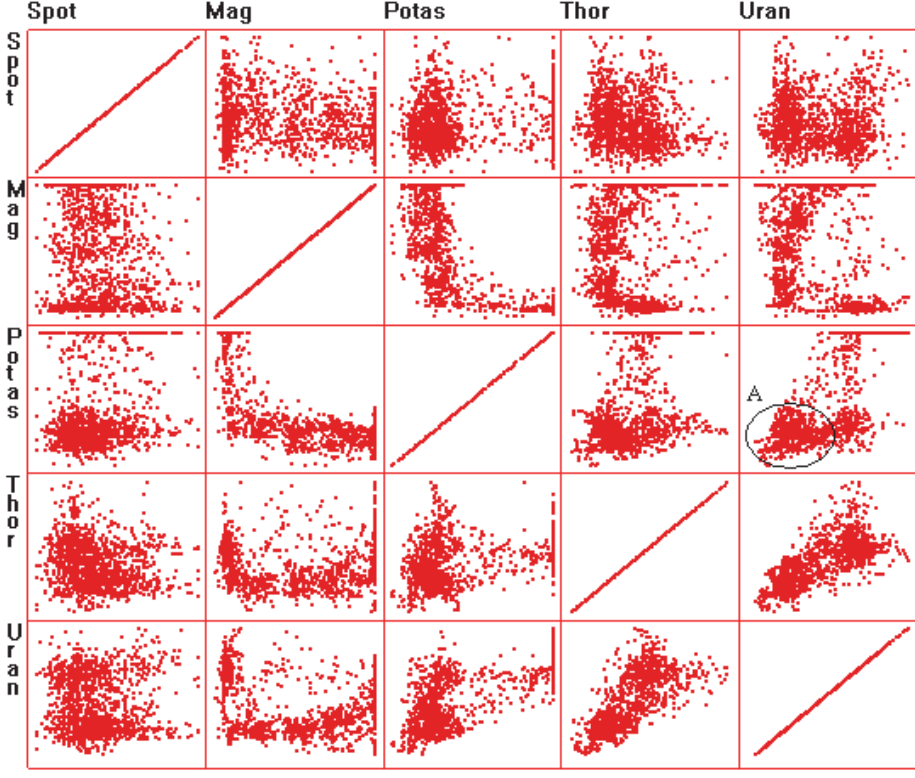 Spot Mag Potas Thor Uran
Spot
Mag
Potas
A
Thor
Uran